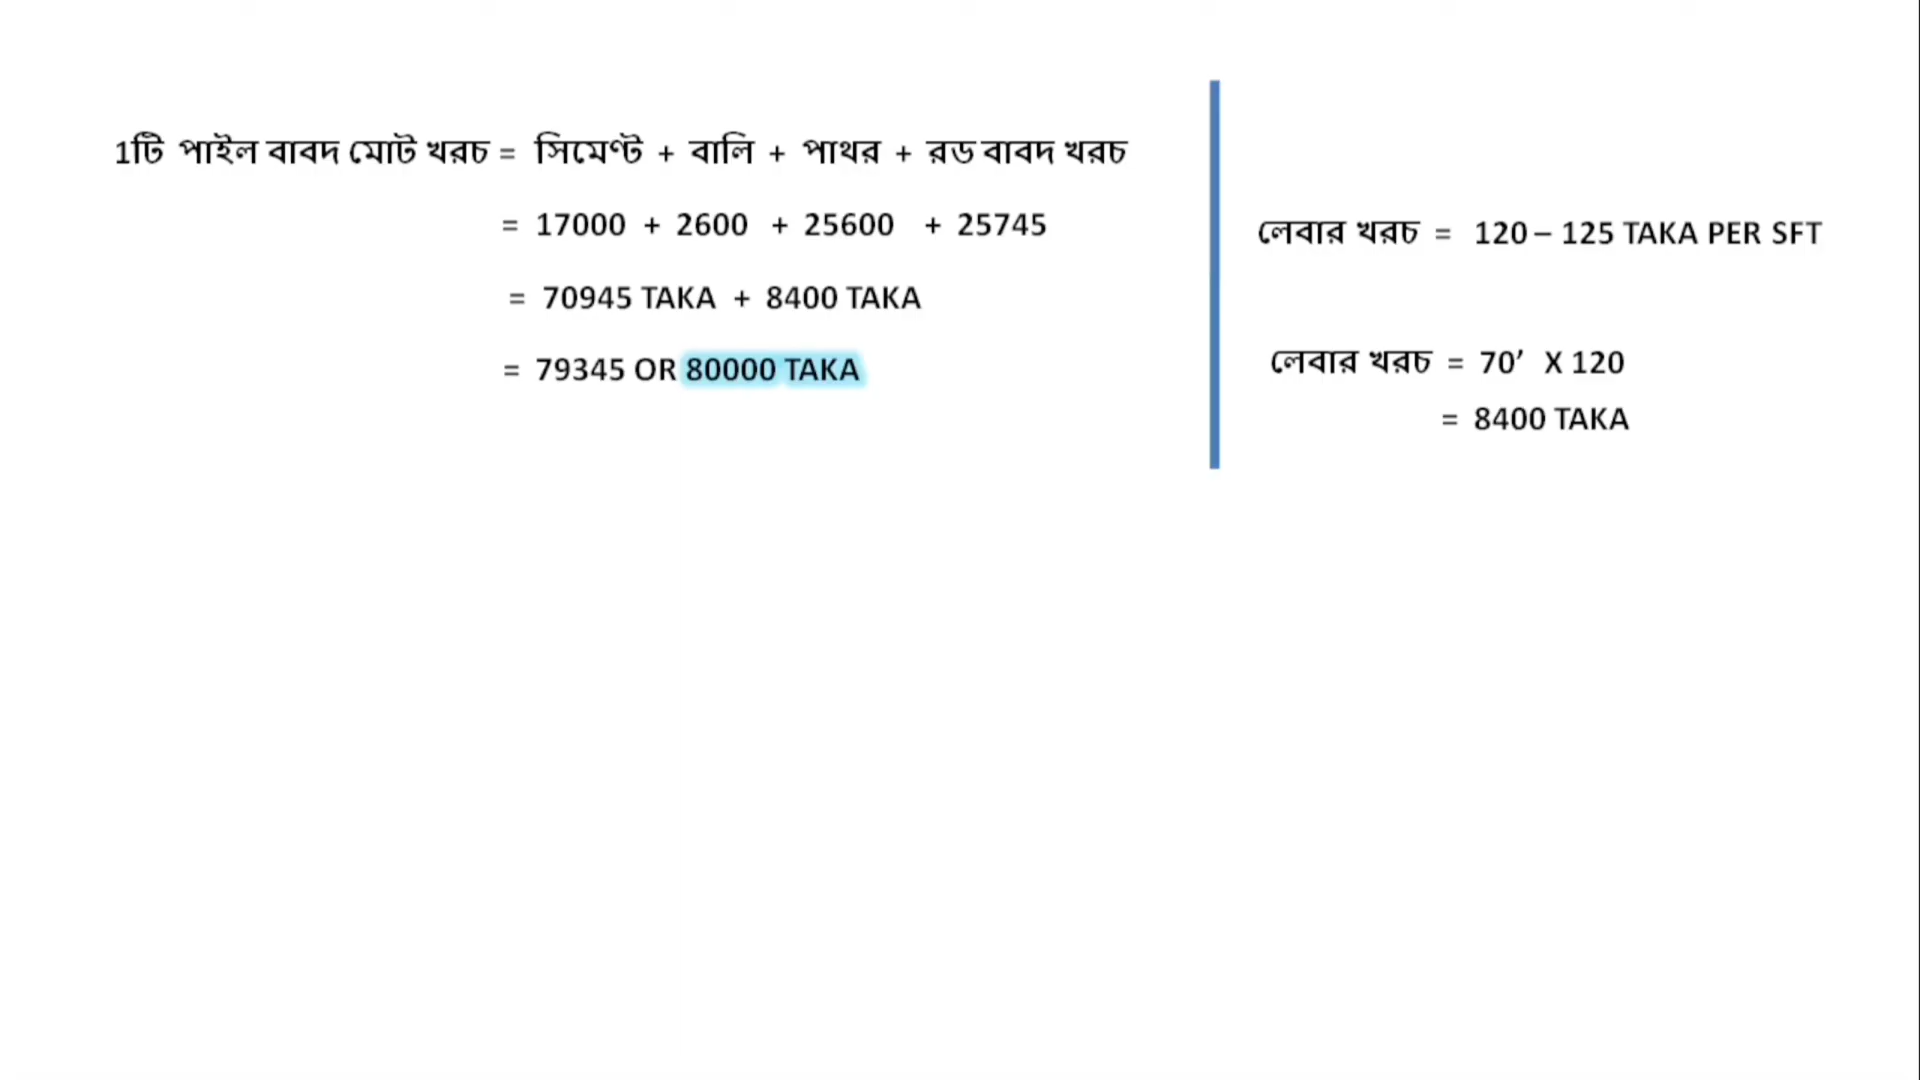 1টি পাইল বাবদ মোট খরচ = সিমেণ্ট + বালি + পাথর + রড বাবদ খরচ
= 17000 + 2600 + 25600 + 25745
= 70945 TAKA + 8400 TAKA
= 79345 OR 80000 TAKA
লেবার খরচ = 120 – 125 TAKA PER SFT
লেবার খরচ = 70’ X 120
= 8400 TAKA